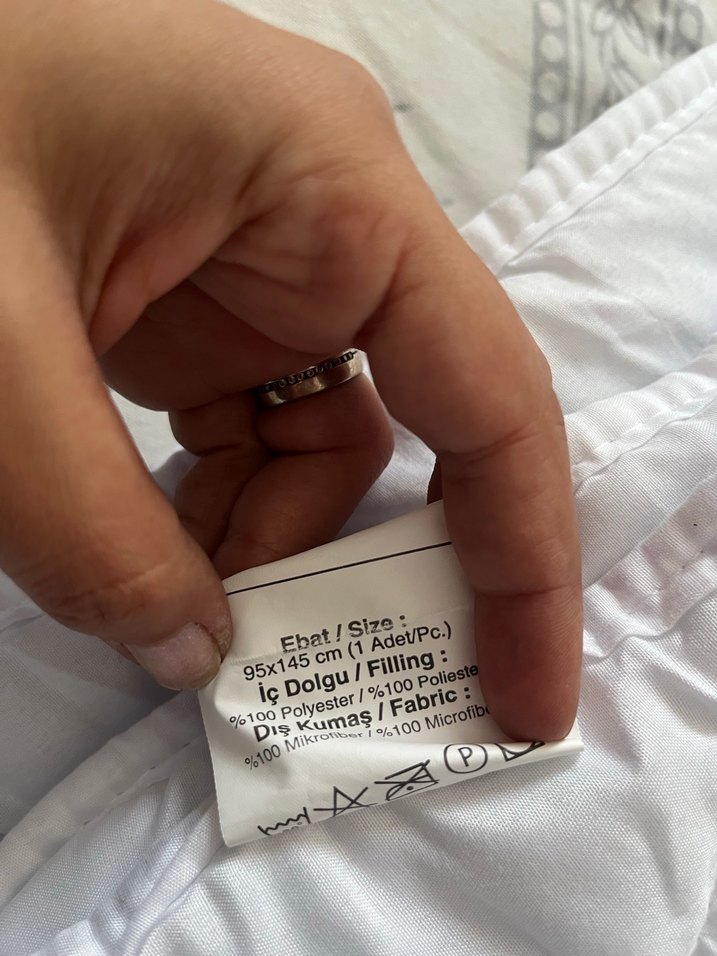 Ebat / Size :
95x145 cm (1 Adet/Pc.)
İç Dolgu / Filling :
%100 Polyester / %100 Polieste
Dış Kumaş / Fabric :
%100 Mikrofiber / %100 Microfibe
P